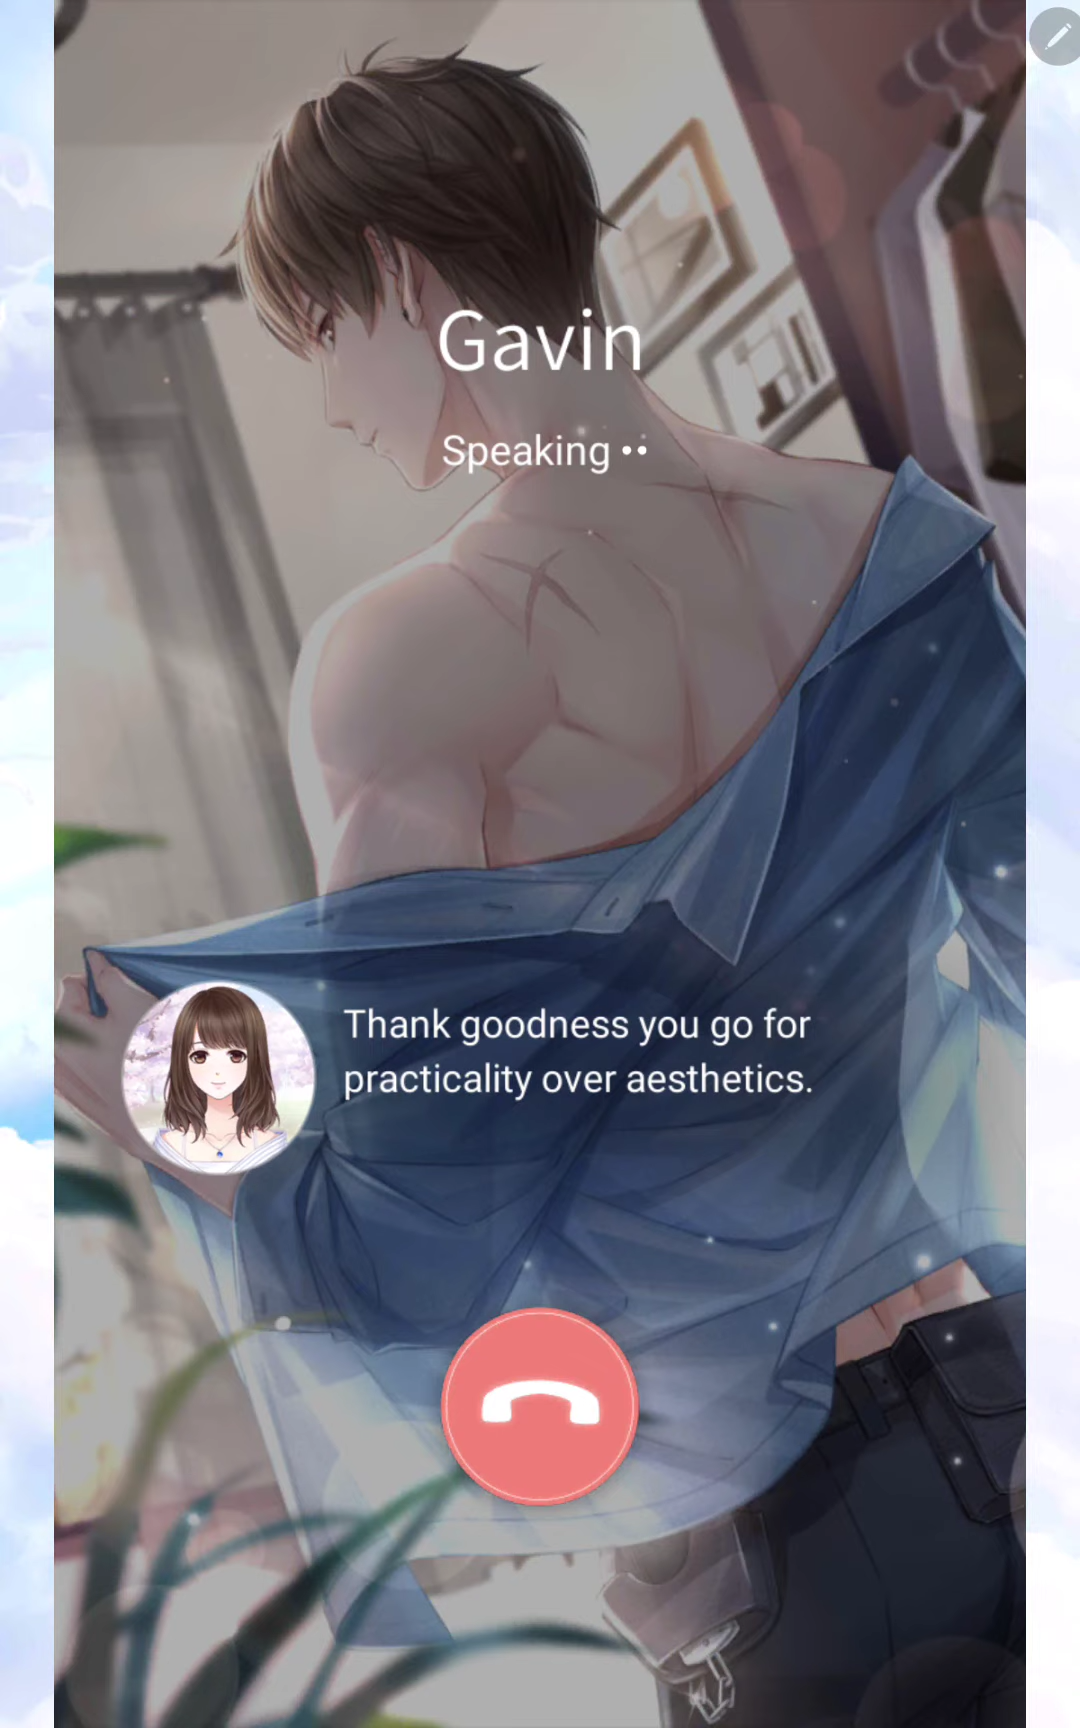 Gavin
Speaking ••
Thank goodness you go for
practicality over aesthetics.